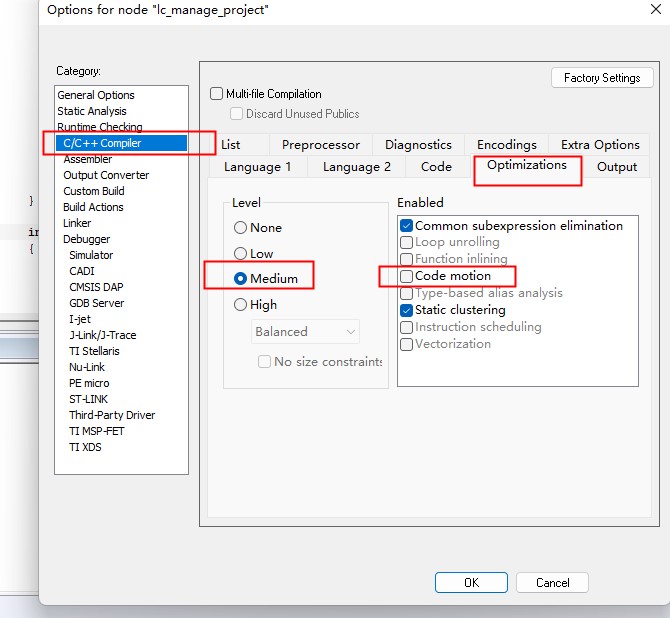 Options for node "lc_manage_project"
Category:
General Options
Static Analysis
Runtime Checking
C/C++ Compiler
Assembler
Output Converter
Custom Build
Build Actions
Linker
Debugger
Simulator
CADI
CMSIS DAP
GDB Server
I-jet
J-Link/J-Trace
TI Stellaris
Nu-Link
PE micro
ST-LINK
Third-Party Driver
TI MSP-FET
TI XDS
Factory Settings
Multi-file Compilation
Discard Unused Publics
List Preprocessor Diagnostics Encodings Extra Options
Language 1 Language 2 Code Optimizations Output
Level
None
Low
Medium
High
Balanced
No size constraints
Enabled
Common subexpression elimination
Loop unrolling
Function inlining
Code motion
Type-based alias analysis
Static clustering
Instruction scheduling
Vectorization
OK Cancel
}
{